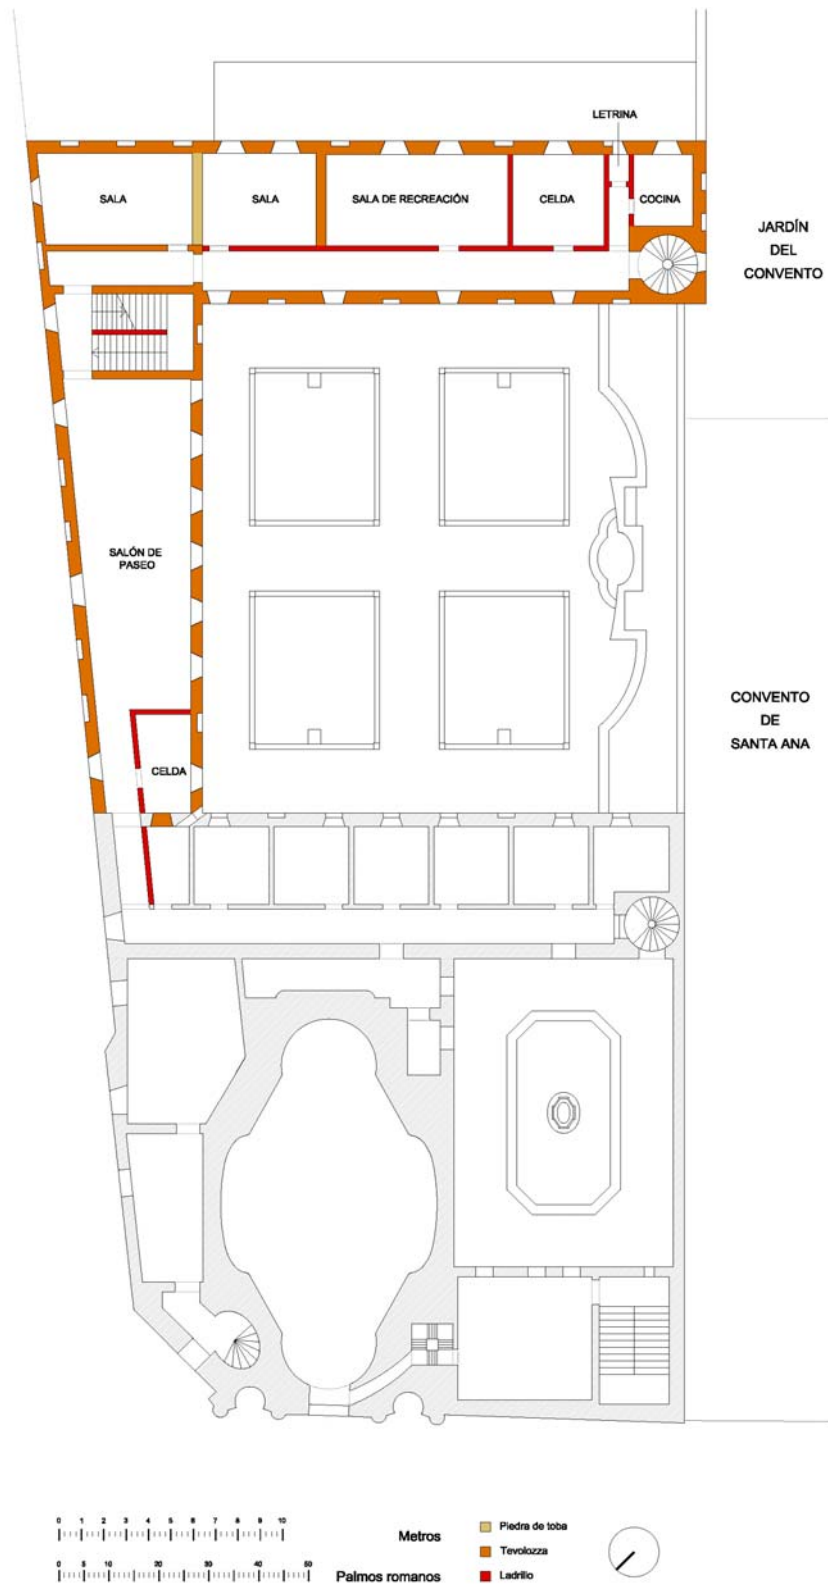 LETRINA
SALA
SALA
SALA DE RECREACIÓN
CELDA
COCINA
JARDÍN
DEL
CONVENTO
SALÓN DE
PASEO
CONVENTO
DE
SANTA ANA
CELDA
0 1 2 3 4 5 6 7 8 9 10
Metros
0 5 10 20 30 40 50
Palmos romanos
Piedra de toba
Tevolozza
Ladrillo